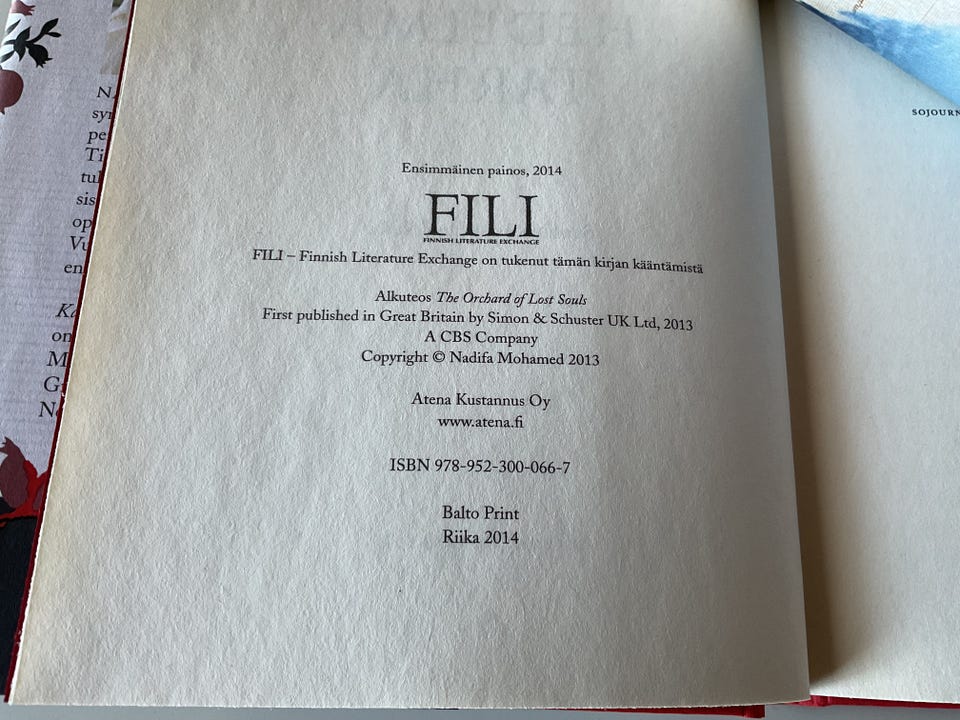 Ensimmäinen painos, 2014
FILI
FINNISH LITERATURE EXCHANGE
FILI – Finnish Literature Exchange on tukenut tämän kirjan kääntämistä
Alkuteos The Orchard of Lost Souls
First published in Great Britain by Simon & Schuster UK Ltd, 2013
A CBS Company
Copyright © Nadifa Mohamed 2013
Atena Kustannus Oy
www.atena.fi
ISBN 978-952-300-066-7
Balto Print
Riika 2014